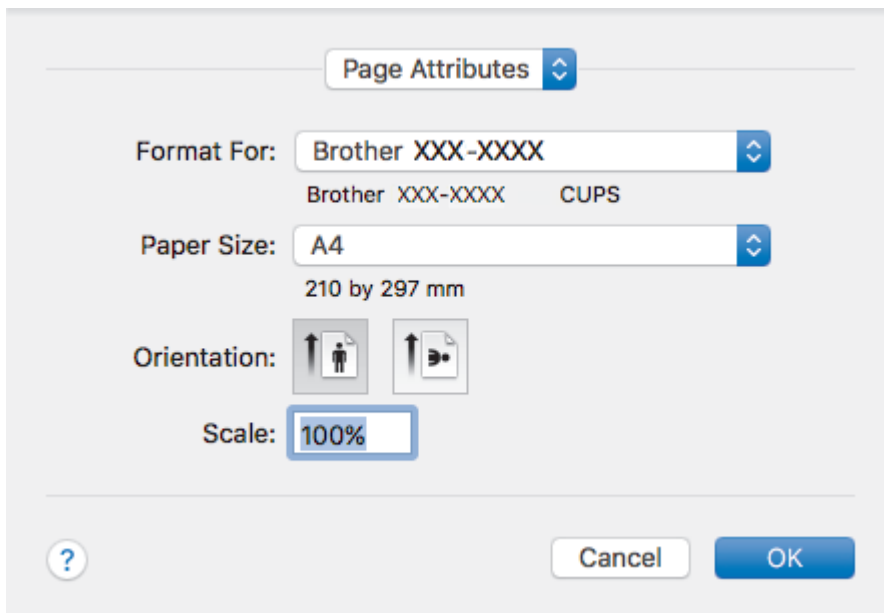 Page Attributes
Format For: Brother XXX-XXXX
Brother XXX-XXXX CUPS
Paper Size: A4
210 by 297 mm
Orientation:
Scale: 100%
? Cancel OK